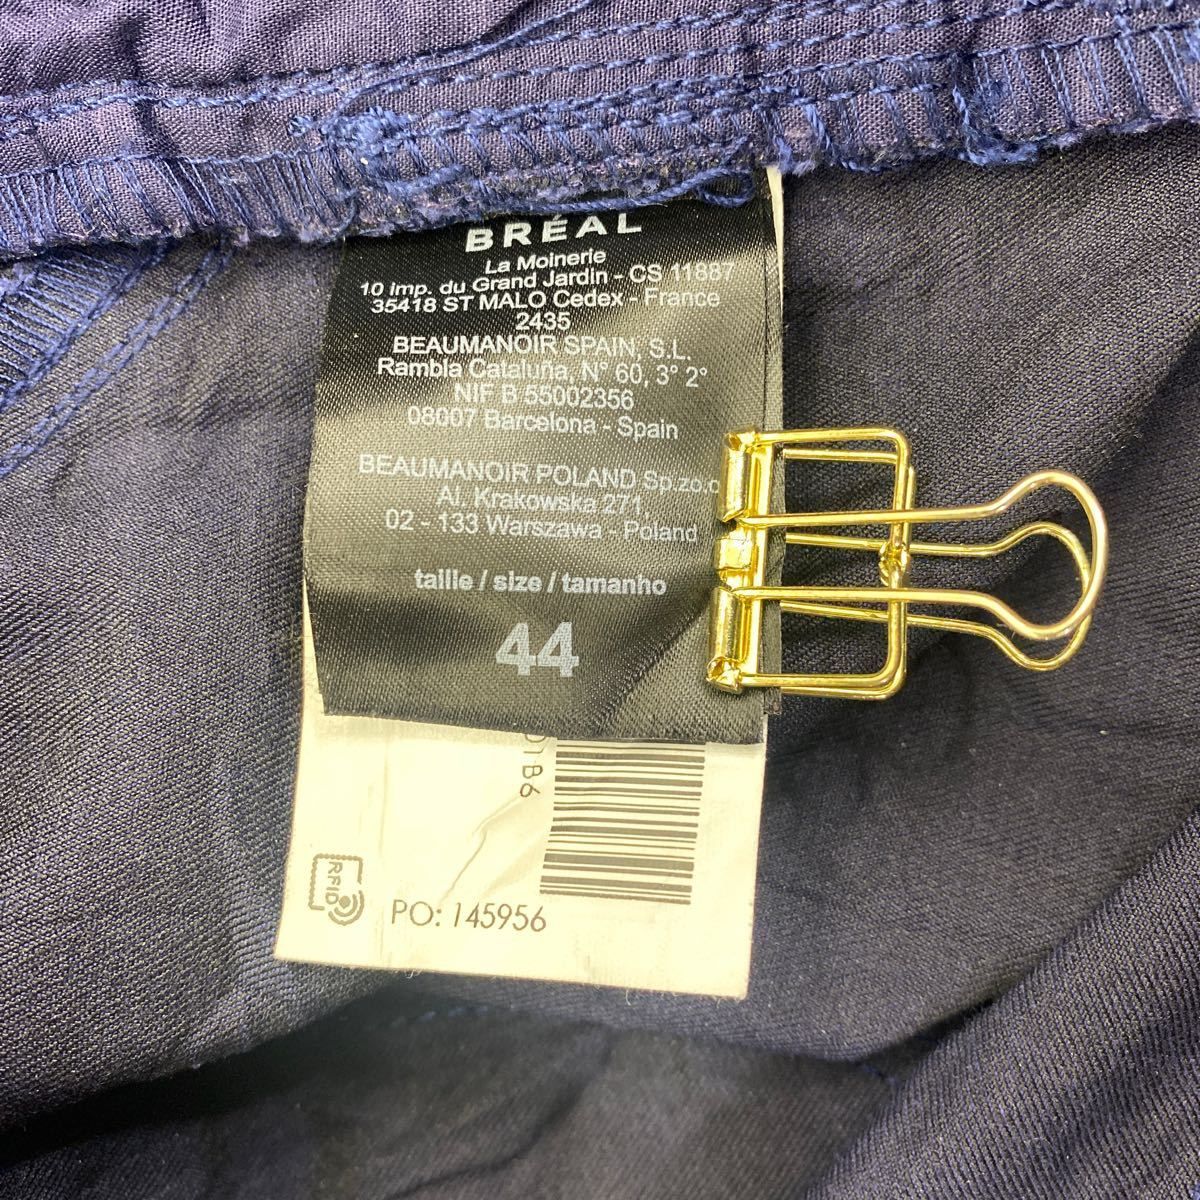 BRÉAL
La Moinerie
10 Imp. du Grand Jardin - CS 11887
35418 ST MALO Cedex - France
2435
BEAUMANOIR SPAIN, S.L.
Rambla Cataluña, N° 60, 3° 2°
NIF B 55002356
08007 Barcelona - Spain
BEAUMANOIR POLAND Sp.zo.o
Al. Krakowska 271,
02 - 133 Warszawa - Poland
taille / size / tamanho
44
RFID
PO: 145956